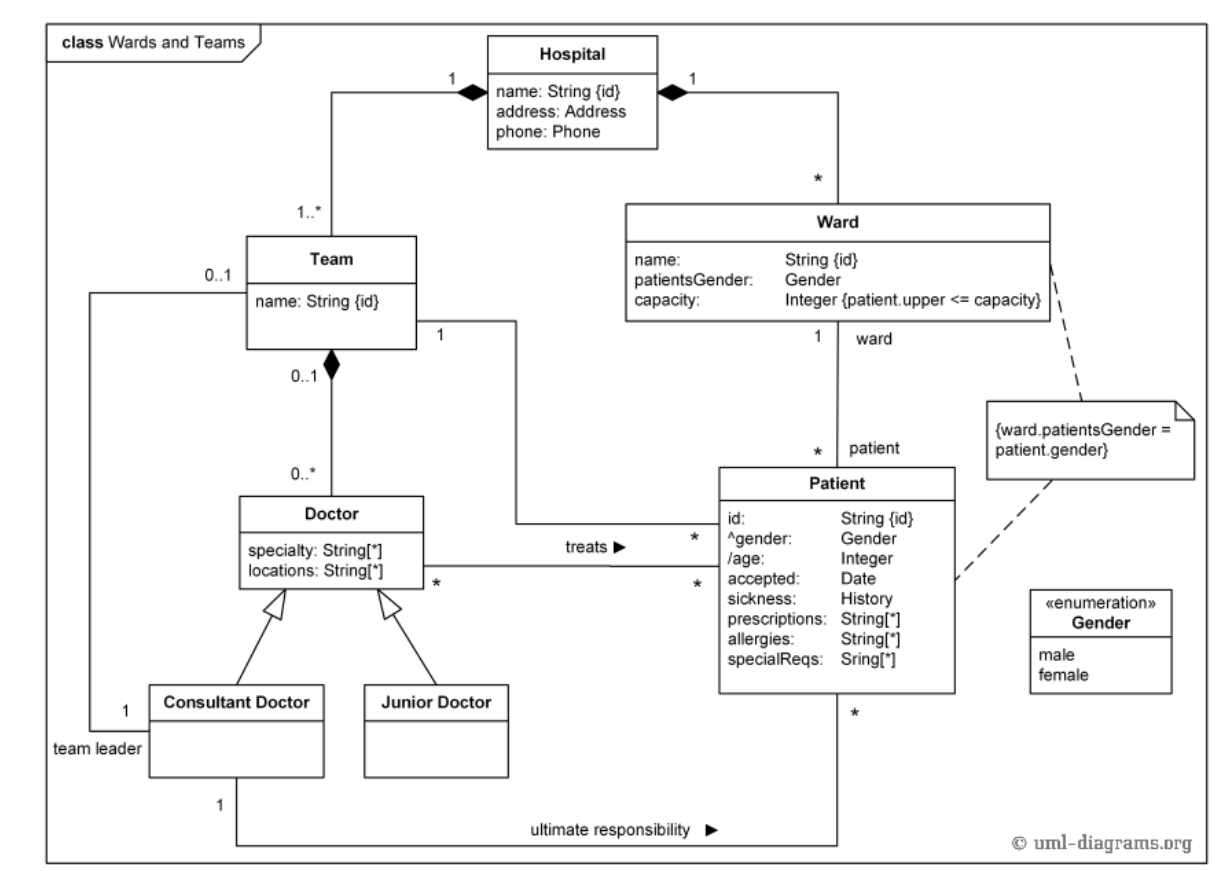 class Wards and Teams
Hospital
name: String {id}
address: Address
phone: Phone
1
1
1..*
*
Team
name: String {id}
0..1
1
0..1
Ward
name: String {id}
patientsGender: Gender
capacity: Integer {patient.upper <= capacity}
1
ward
{ward.patientsGender =
patient.gender}
*
patient
0..*
Doctor
specialty: String[*]
locations: String[*]
*
treats ►
*
*
Patient
id: String {id}
^gender: Gender
/age: Integer
accepted: Date
sickness: History
prescriptions: String[*]
allergies: String[*]
specialReqs: Sring[*]
«enumeration»
Gender
male
female
Consultant Doctor
Junior Doctor
1
team leader
1
*
ultimate responsibility ►
© uml-diagrams.org